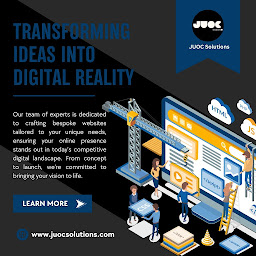 TRANSFORMING
IDEAS INTO
DIGITAL REALITY
JUOC
JUOC Solutions
Our team of experts is dedicated
to crafting bespoke websites
tailored to your unique needs,
ensuring your online presence
stands out in today's competitive
digital landscape. From concept
to launch, we're committed to
bringing your vision to life.
HTML
LEARN MORE
www.juocsolutions.com